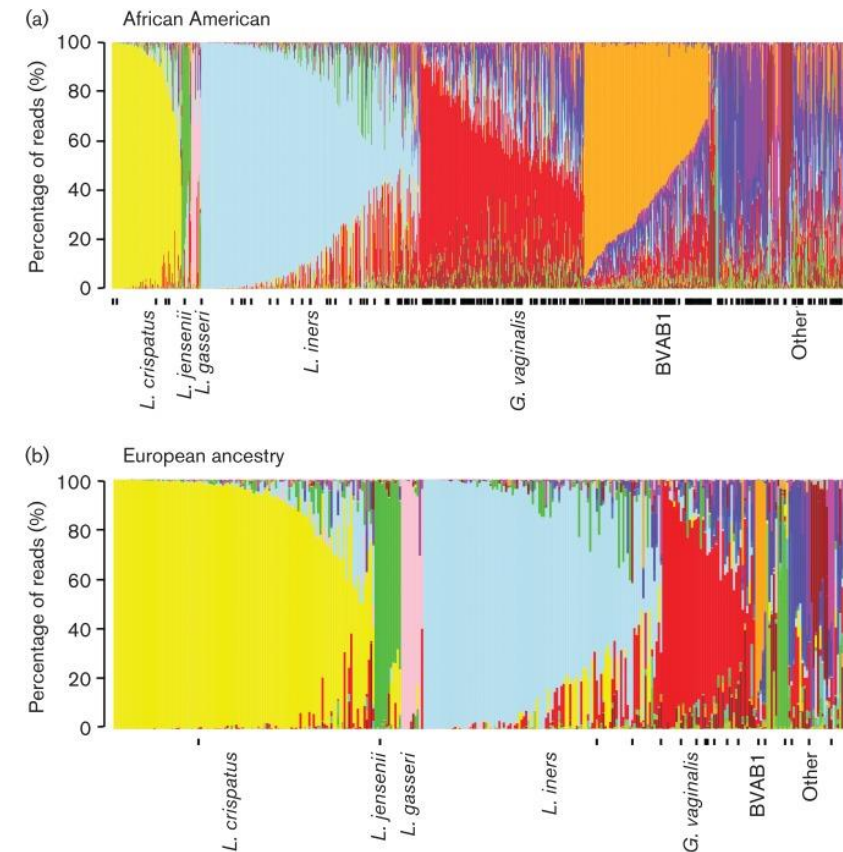 (a) African American
Percentage of reads (%)
100
80
60
40
20
0
L. crispatus
L. jensenii
L. gasseri
L. iners
G. vaginalis
BVAB1
Other
(b) European ancestry
Percentage of reads (%)
100
80
60
40
20
0
L. crispatus
L. jensenii
L. gasseri
L. iners
G. vaginalis
BVAB1
Other